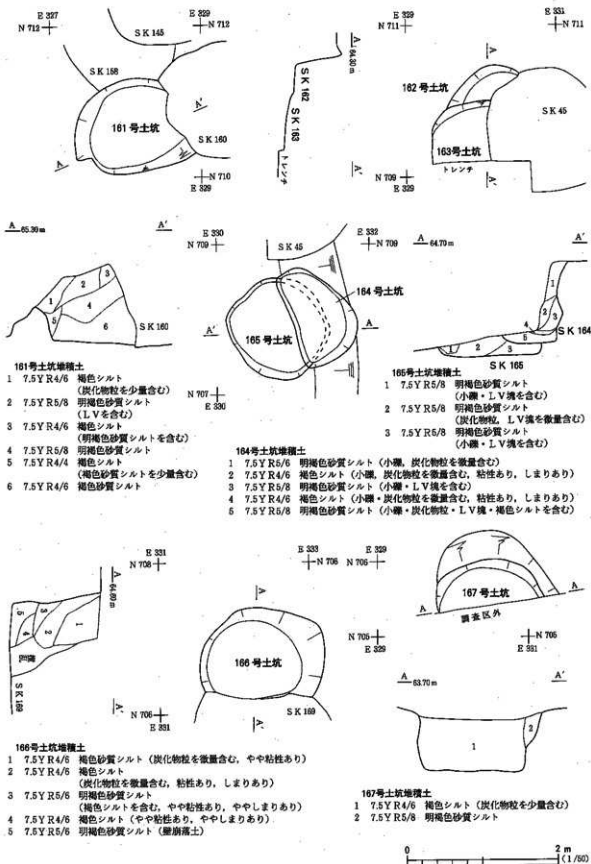 E 327
N 712
E 329
N 712
SK 145
SK 158
161号土坑
A'
A
SK 160
N 710
E 329
A
64.30m
SK 162
SK 163
トレンチ
A'
E 329
N 711
E 331
N 711
A
162号土坑
163号土坑
SK 45
トレンチ
N 709
E 329
A'
A 65.30m A'
1
2
3
4
5
6
SK 160
161号土坑堆積土
1 7.5YR4/6 褐色シルト
(炭化物粒を少量含む)
2 7.5YR5/8 明褐色砂質シルト
(LVを含む)
3 7.5YR4/6 褐色シルト
(明褐色砂質シルトを含む)
4 7.5YR5/8 明褐色砂質シルト
5 7.5YR4/4 褐色シルト
(褐色砂質シルトを少量含む)
6 7.5YR4/6 褐色砂質シルト
E 330
N 709
E 332
N 709
SK 45
164号土坑
165号土坑
A'
A
N 707
E 330
A 64.70m A'
1
2
3
4
5
SK 164
1
2
3
SK 165
165号土坑堆積土
1 7.5YR5/8 明褐色砂質シルト
(小礫・LV塊を含む)
2 7.5YR5/8 明褐色砂質シルト
(炭化物粒, LV塊を微量含む)
3 7.5YR5/8 明褐色砂質シルト
(小礫・LV塊を含む)
164号土坑堆積土
1 7.5YR5/6 明褐色砂質シルト(小礫, 炭化物粒を微量含む)
2 7.5YR4/6 褐色シルト(小礫, 炭化物粒を微量含む, 粘性あり, しまりあり)
3 7.5YR5/8 明褐色砂質シルト(小礫・LV塊を含む)
4 7.5YR4/6 褐色シルト(小礫・炭化物粒を微量含む, 粘性あり, しまりあり)
5 7.5YR5/8 明褐色砂質シルト(小礫・炭化物粒・LV塊・褐色シルトを含む)
E 331
N 708
A
5
3
4
2
1
SK 169
A'
N 706
E 331
E 333
N 706
A
166号土坑
N 705
E 329
SK 169
A'
E 329
N 706
167号土坑
A
A
調査区外
N 705
E 331
A 63.70m A'
1
2
166号土坑堆積土
1 7.5YR4/6 褐色砂質シルト(炭化物粒を微量含む, やや粘性あり)
2 7.5YR4/6 褐色シルト
(炭化物粒を微量含む, 粘性あり, しまりあり)
3 7.5YR5/6 明褐色砂質シルト
(褐色シルトを含む, やや粘性あり, ややしまりあり)
4 7.5YR4/6 褐色シルト(やや粘性あり, ややしまりあり)
5 7.5YR5/6 明褐色砂質シルト(壁崩落土)
167号土坑堆積土
1 7.5YR4/6 褐色シルト(炭化物粒を少量含む)
2 7.5YR5/8 明褐色砂質シルト
0 2m
(1/50)